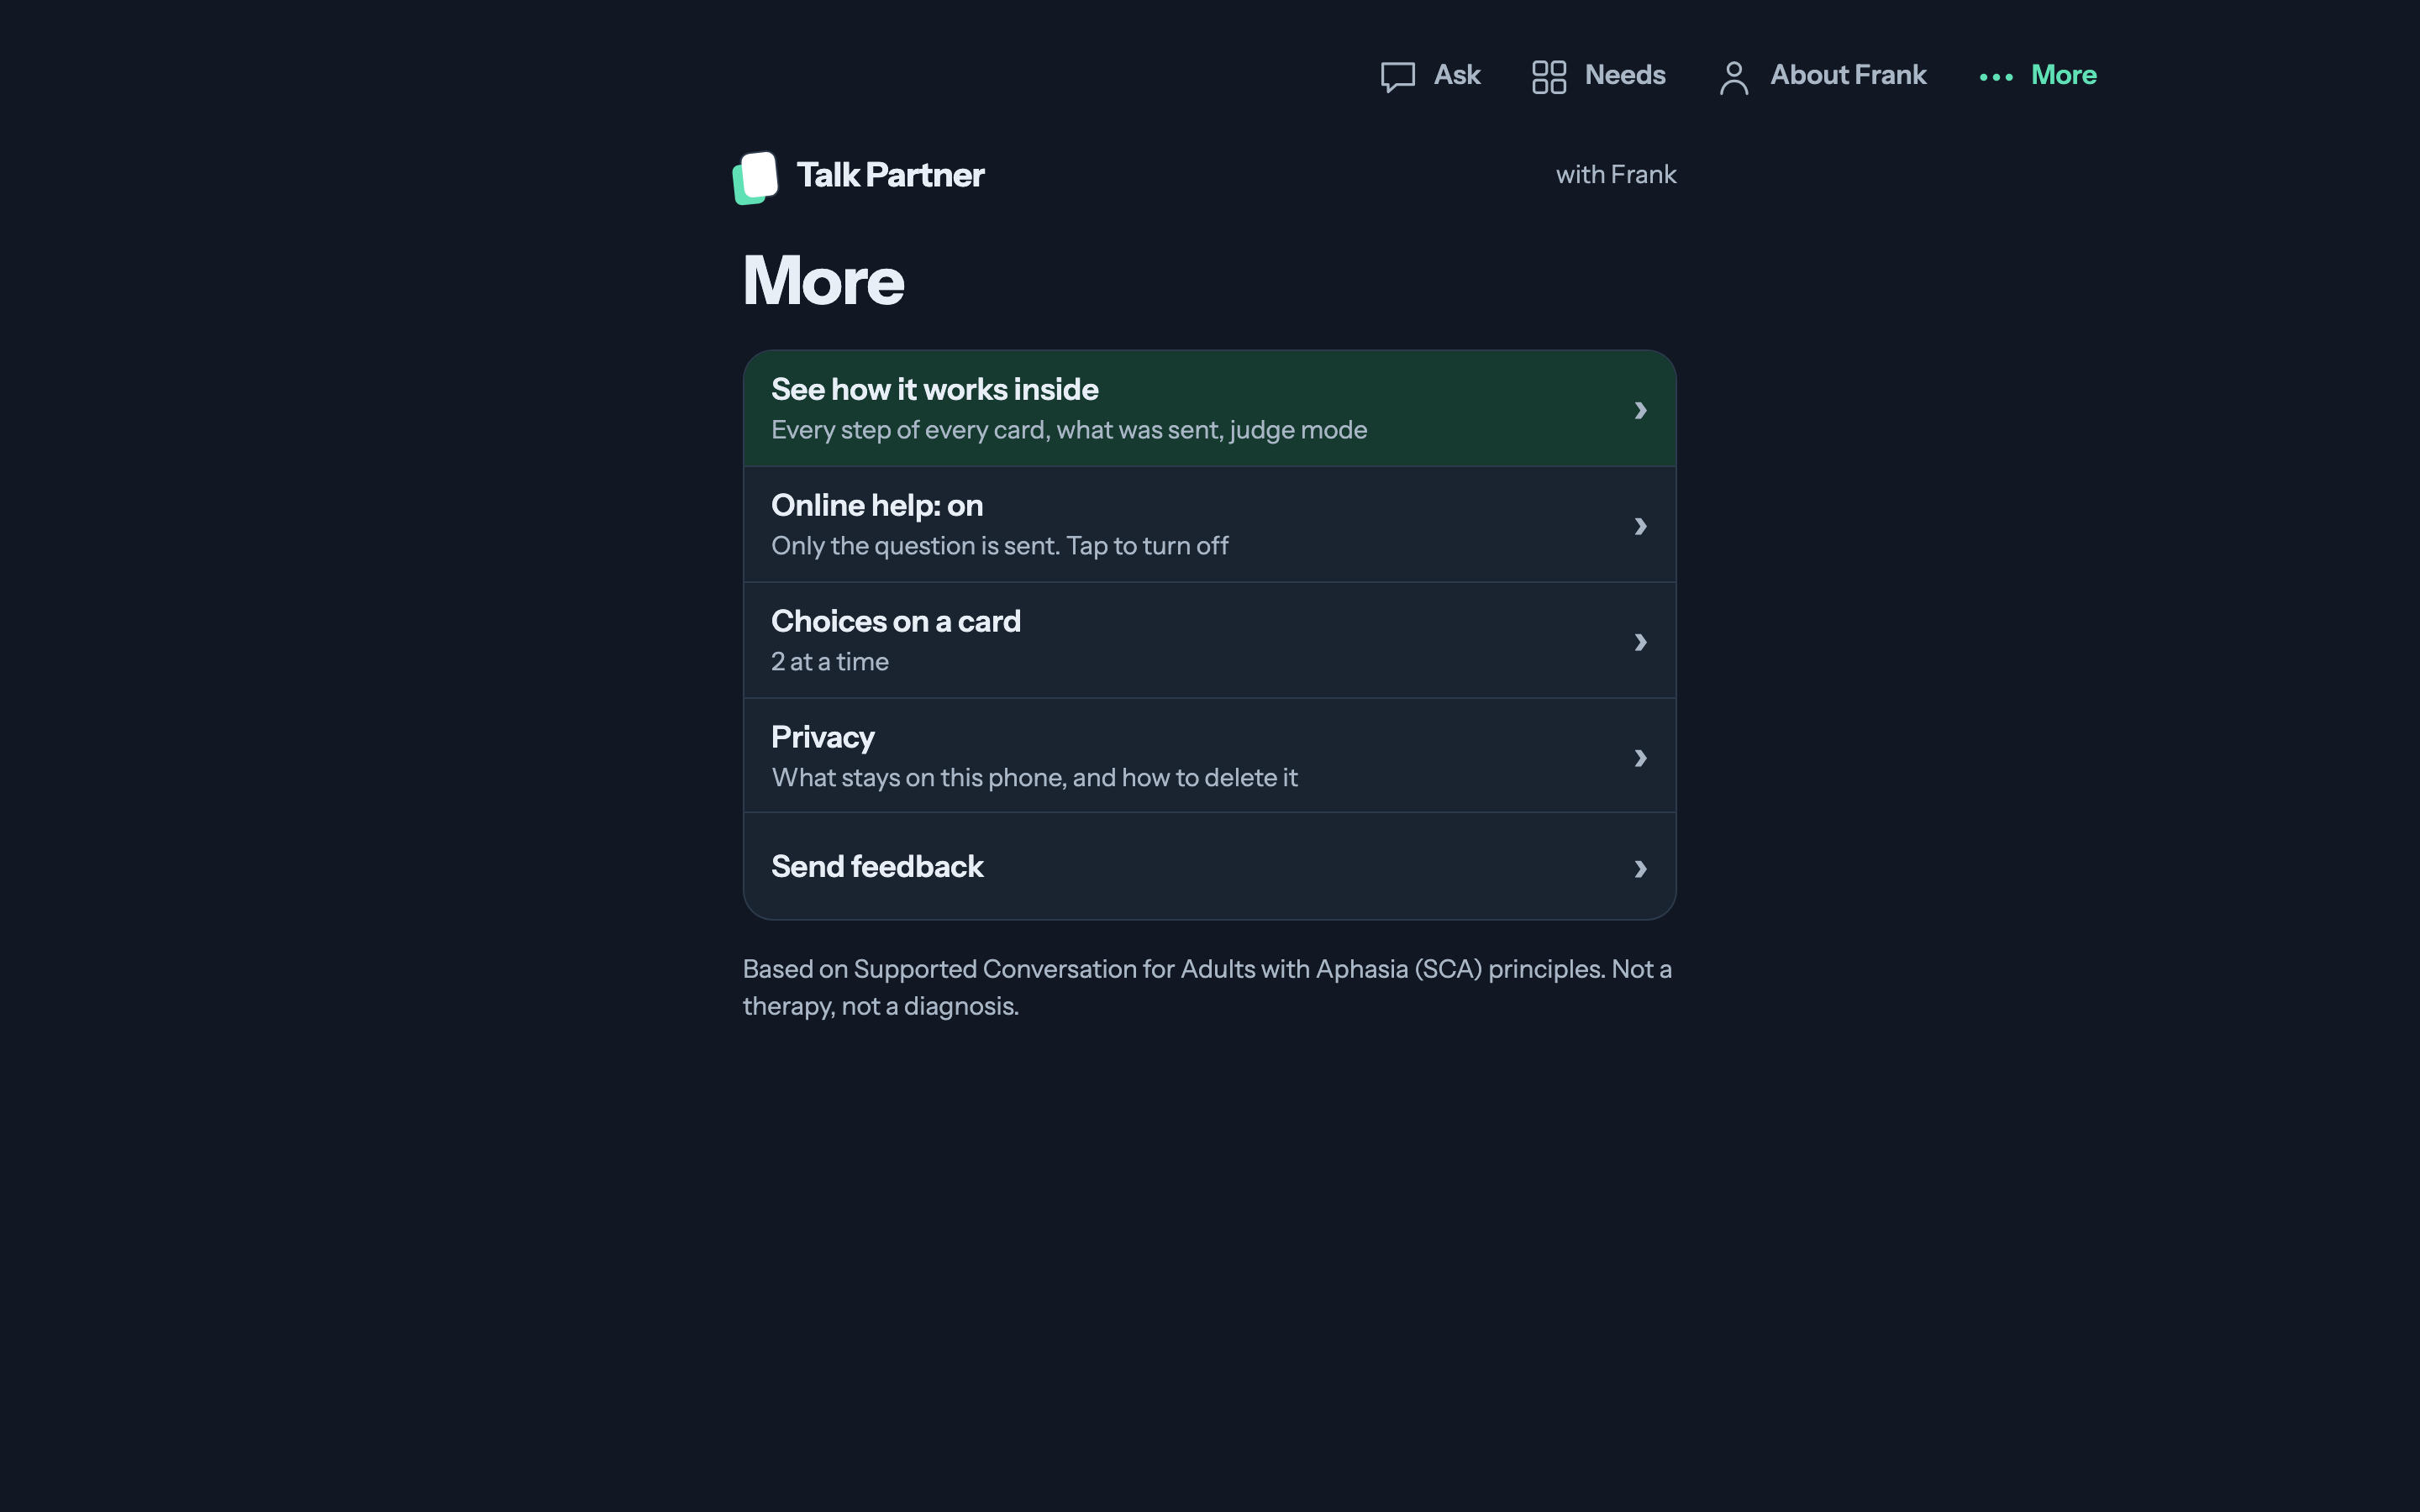 Ask
Needs
About Frank
More
Talk Partner
with Frank
More
See how it works inside
Every step of every card, what was sent, judge mode
Online help: on
Only the question is sent. Tap to turn off
Choices on a card
2 at a time
Privacy
What stays on this phone, and how to delete it
Send feedback
Based on Supported Conversation for Adults with Aphasia (SCA) principles. Not a
therapy, not a diagnosis.